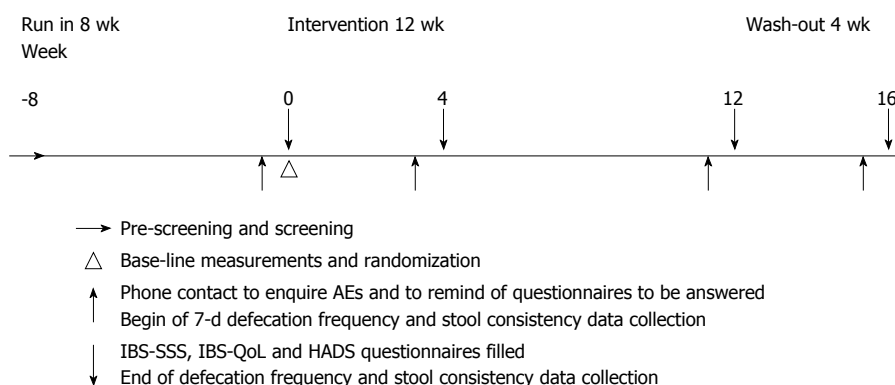 Run in 8 wk Intervention 12 wk Wash-out 4 wk
Week
-8 0 4 12 16
Pre-screening and screening
Base-line measurements and randomization
Phone contact to enquire AEs and to remind of questionnaires to be answered
Begin of 7-d defecation frequency and stool consistency data collection
IBS-SSS, IBS-QoL and HADS questionnaires filled
End of defecation frequency and stool consistency data collection